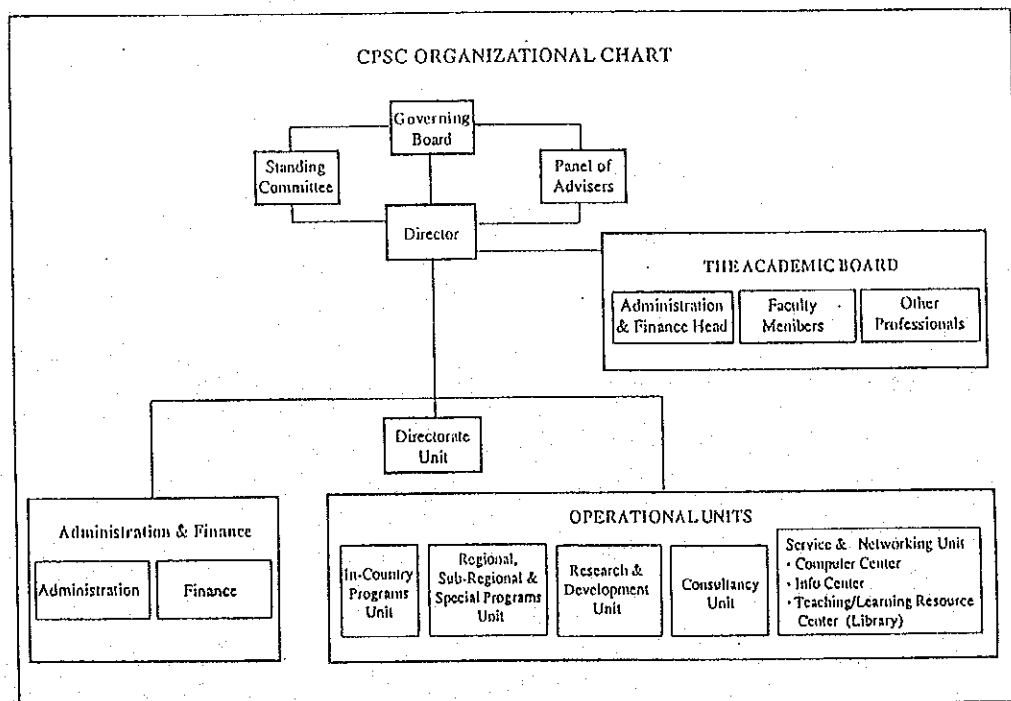 CPSC ORGANIZATIONAL CHART
Governing
Board
Standing
Committee
Panel of
Advisers
Director
THE ACADEMIC BOARD
Administration
& Finance Head
Faculty
Members
Other
Professionals
Directorate
Unit
Administration & Finance
Administration
Finance
OPERATIONAL UNITS
In-Country
Programs
Unit
Regional,
Sub-Regional &
Special Programs
Unit
Research &
Development
Unit
Consultancy
Unit
Service & Networking Unit
• Computer Center
• Info Center
• Teaching/Learning Resource
Center (Library)